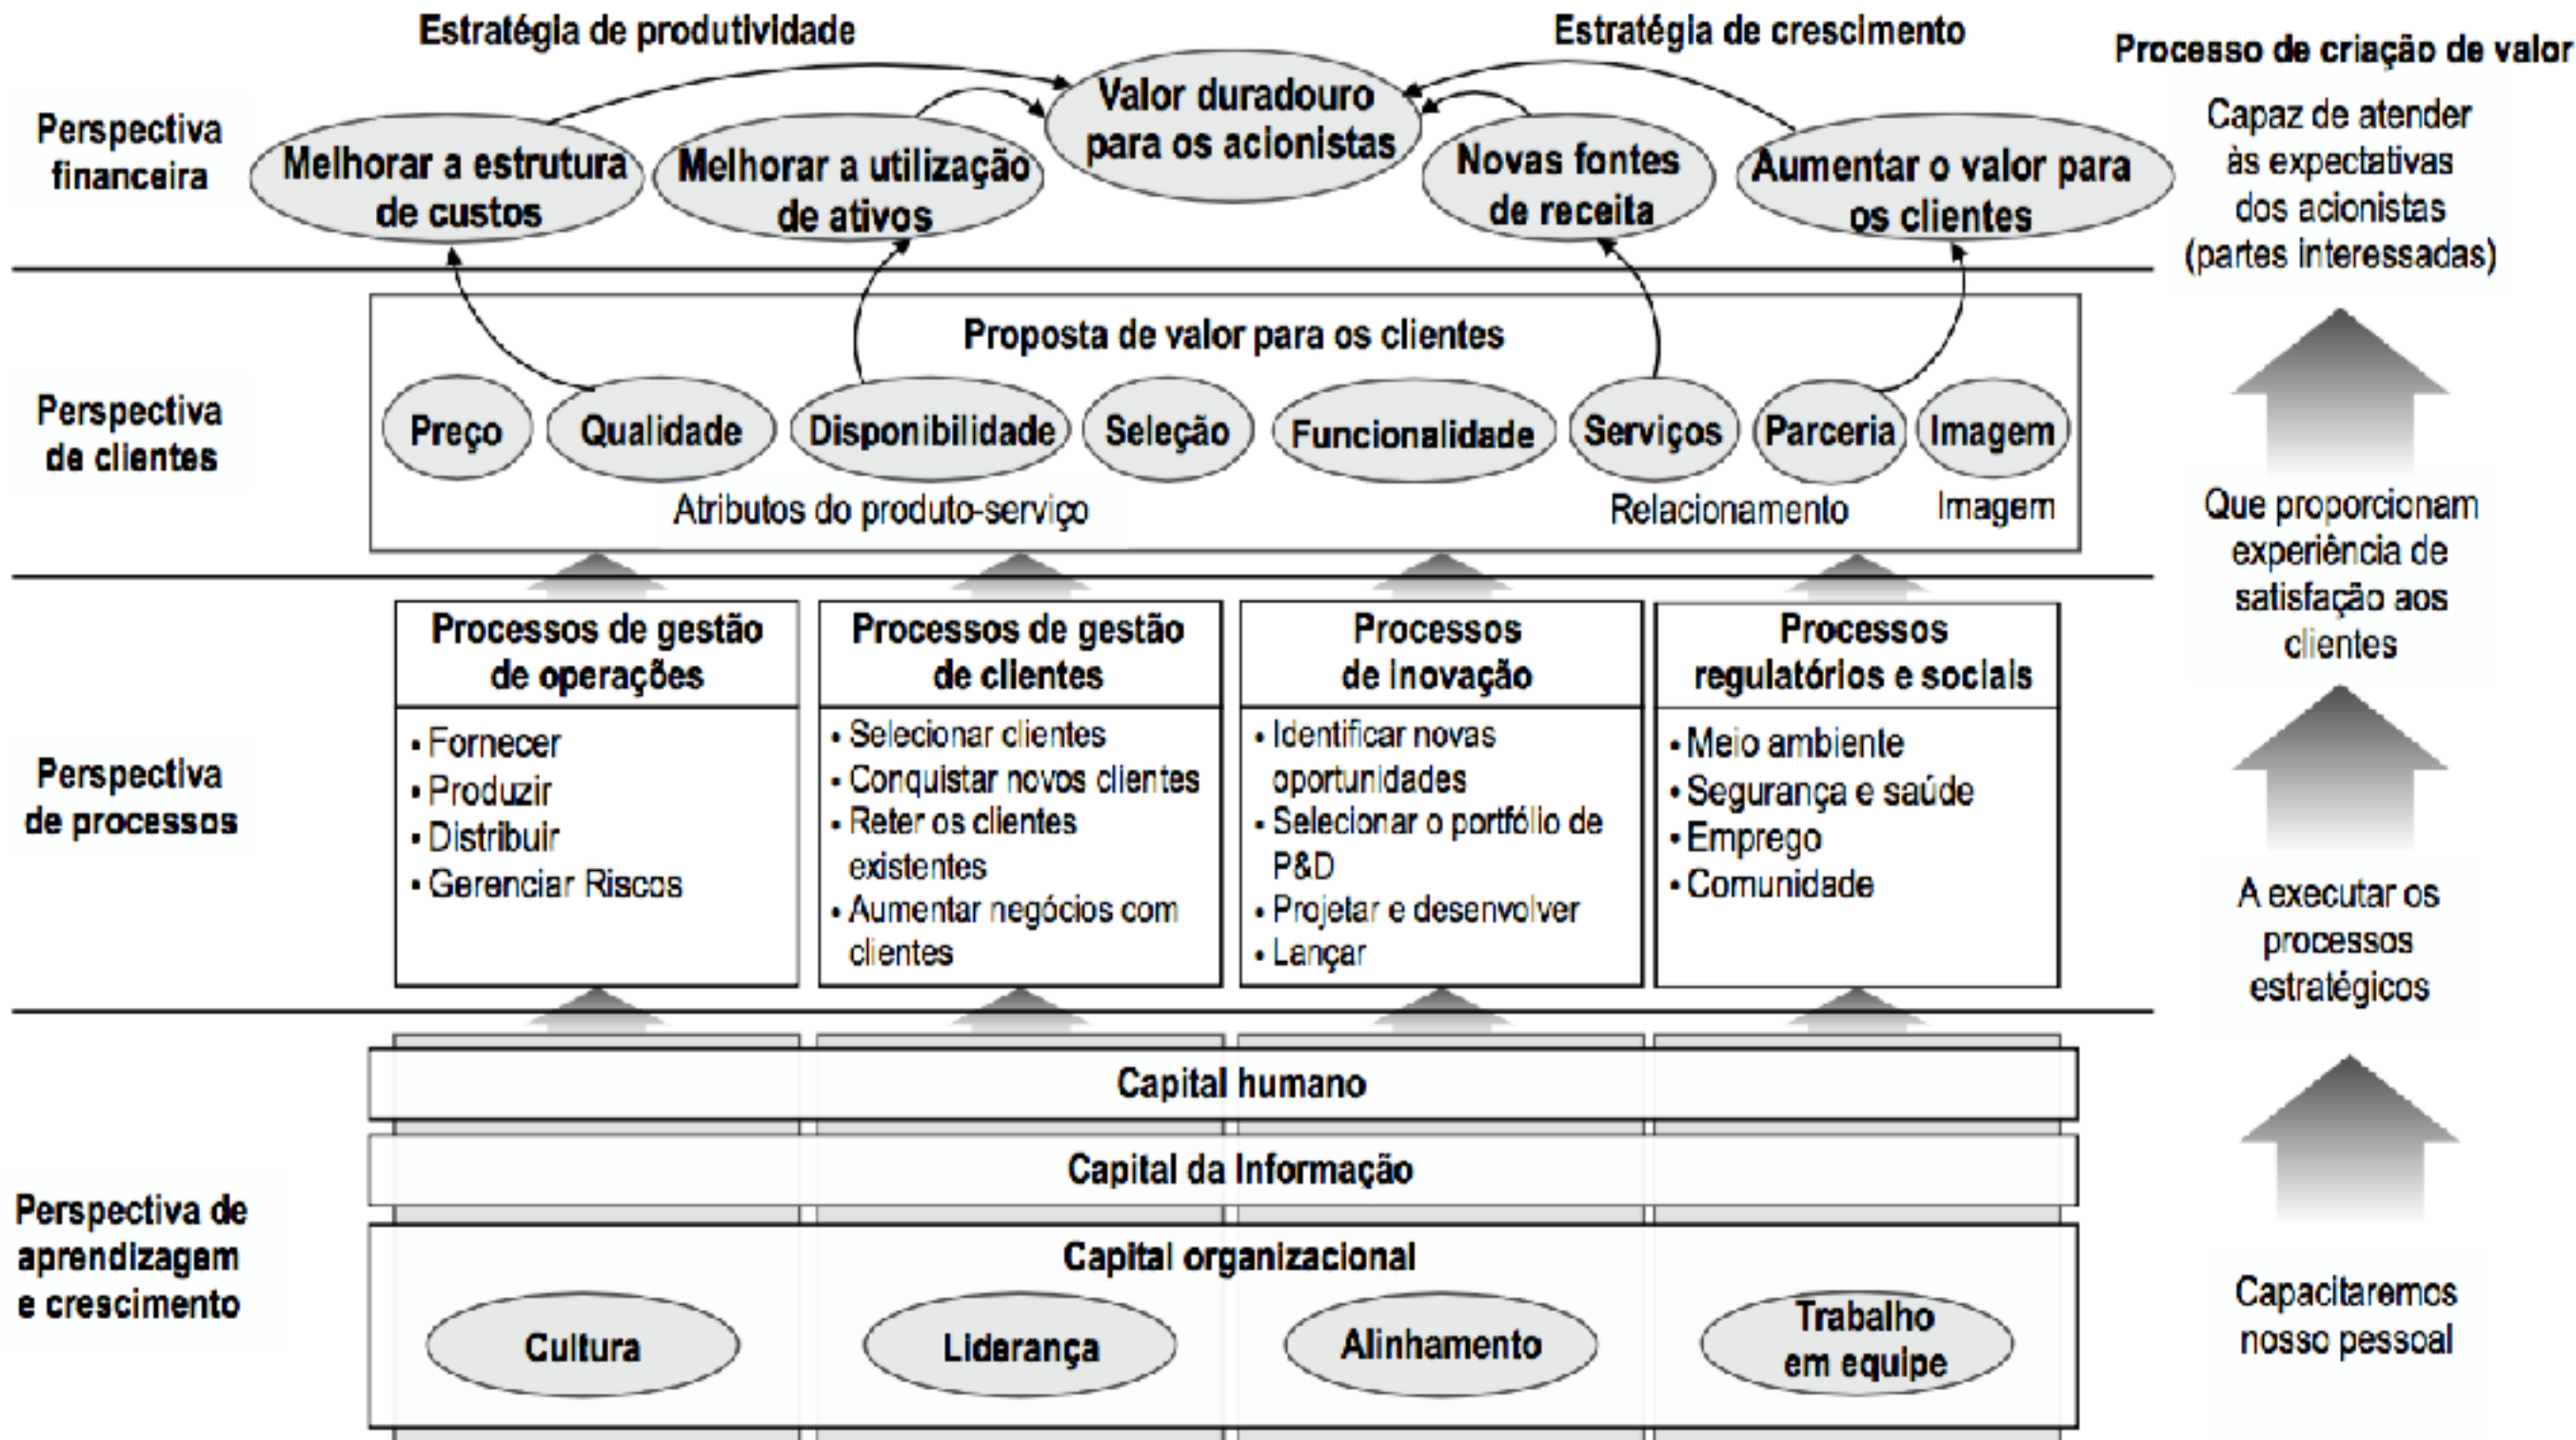 Estratégia de produtividade
Estratégia de crescimento
Processo de criação de valor
Perspectiva
financeira
Melhorar a estrutura
de custos
Melhorar a utilização
de ativos
Valor duradouro
para os acionistas
Novas fontes
de receita
Aumentar o valor para
os clientes
Capaz de atender
às expectativas
dos acionistas
(partes interessadas)
Perspectiva
de clientes
Proposta de valor para os clientes
Preço
Qualidade
Disponibilidade
Seleção
Funcionalidade
Serviços
Parceria
Imagem
Atributos do produto-serviço
Relacionamento
Imagem
Que proporcionam
experiência de
satisfação aos
clientes
Perspectiva
de processos
Processos de gestão
de operações
• Fornecer
• Produzir
• Distribuir
• Gerenciar Riscos
Processos de gestão
de clientes
• Selecionar clientes
• Conquistar novos clientes
• Reter os clientes
existentes
• Aumentar negócios com
clientes
Processos
de inovação
• Identificar novas
oportunidades
• Selecionar o portfólio de
P&D
• Projetar e desenvolver
• Lançar
Processos
regulatórios e sociais
• Meio ambiente
• Segurança e saúde
• Emprego
• Comunidade
A executar os
processos
estratégicos
Perspectiva de
aprendizagem
e crescimento
Capital humano
Capital da Informação
Capital organizacional
Cultura
Liderança
Alinhamento
Trabalho
em equipe
Capacitaremos
nosso pessoal